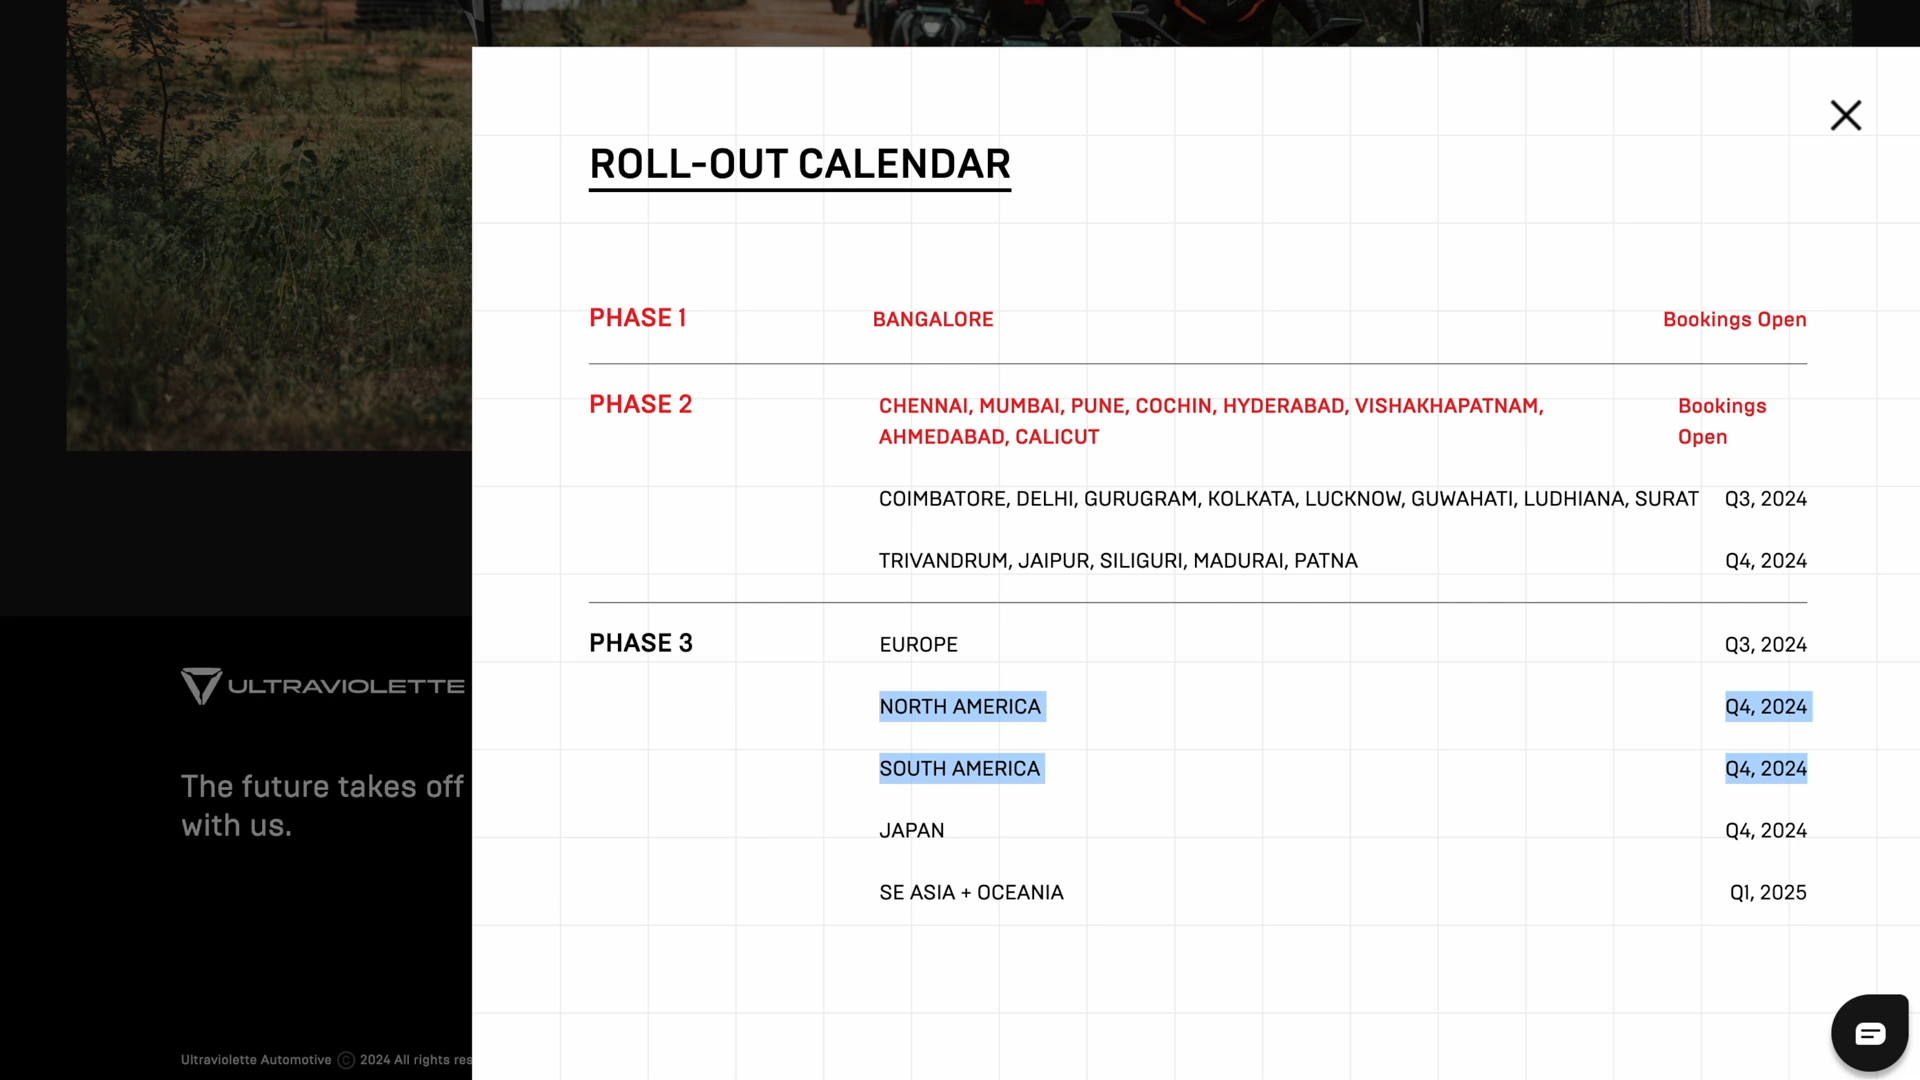 ROLL-OUT CALENDAR
PHASE 1 BANGALORE Bookings Open
PHASE 2 CHENNAI, MUMBAI, PUNE, COCHIN, HYDERABAD, VISHAKHAPATNAM, Bookings
AHMEDABAD, CALICUT Open
COIMBATORE, DELHI, GURUGRAM, KOLKATA, LUCKNOW, GUWAHATI, LUDHIANA, SURAT Q3, 2024
TRIVANDRUM, JAIPUR, SILIGURI, MADURAI, PATNA Q4, 2024
PHASE 3 EUROPE Q3, 2024
NORTH AMERICA Q4, 2024
SOUTH AMERICA Q4, 2024
JAPAN Q4, 2024
SE ASIA + OCEANIA Q1, 2025
ULTRAVIOLETTE
The future takes off
with us.
Ultraviolette Automotive © 2024 All rights res